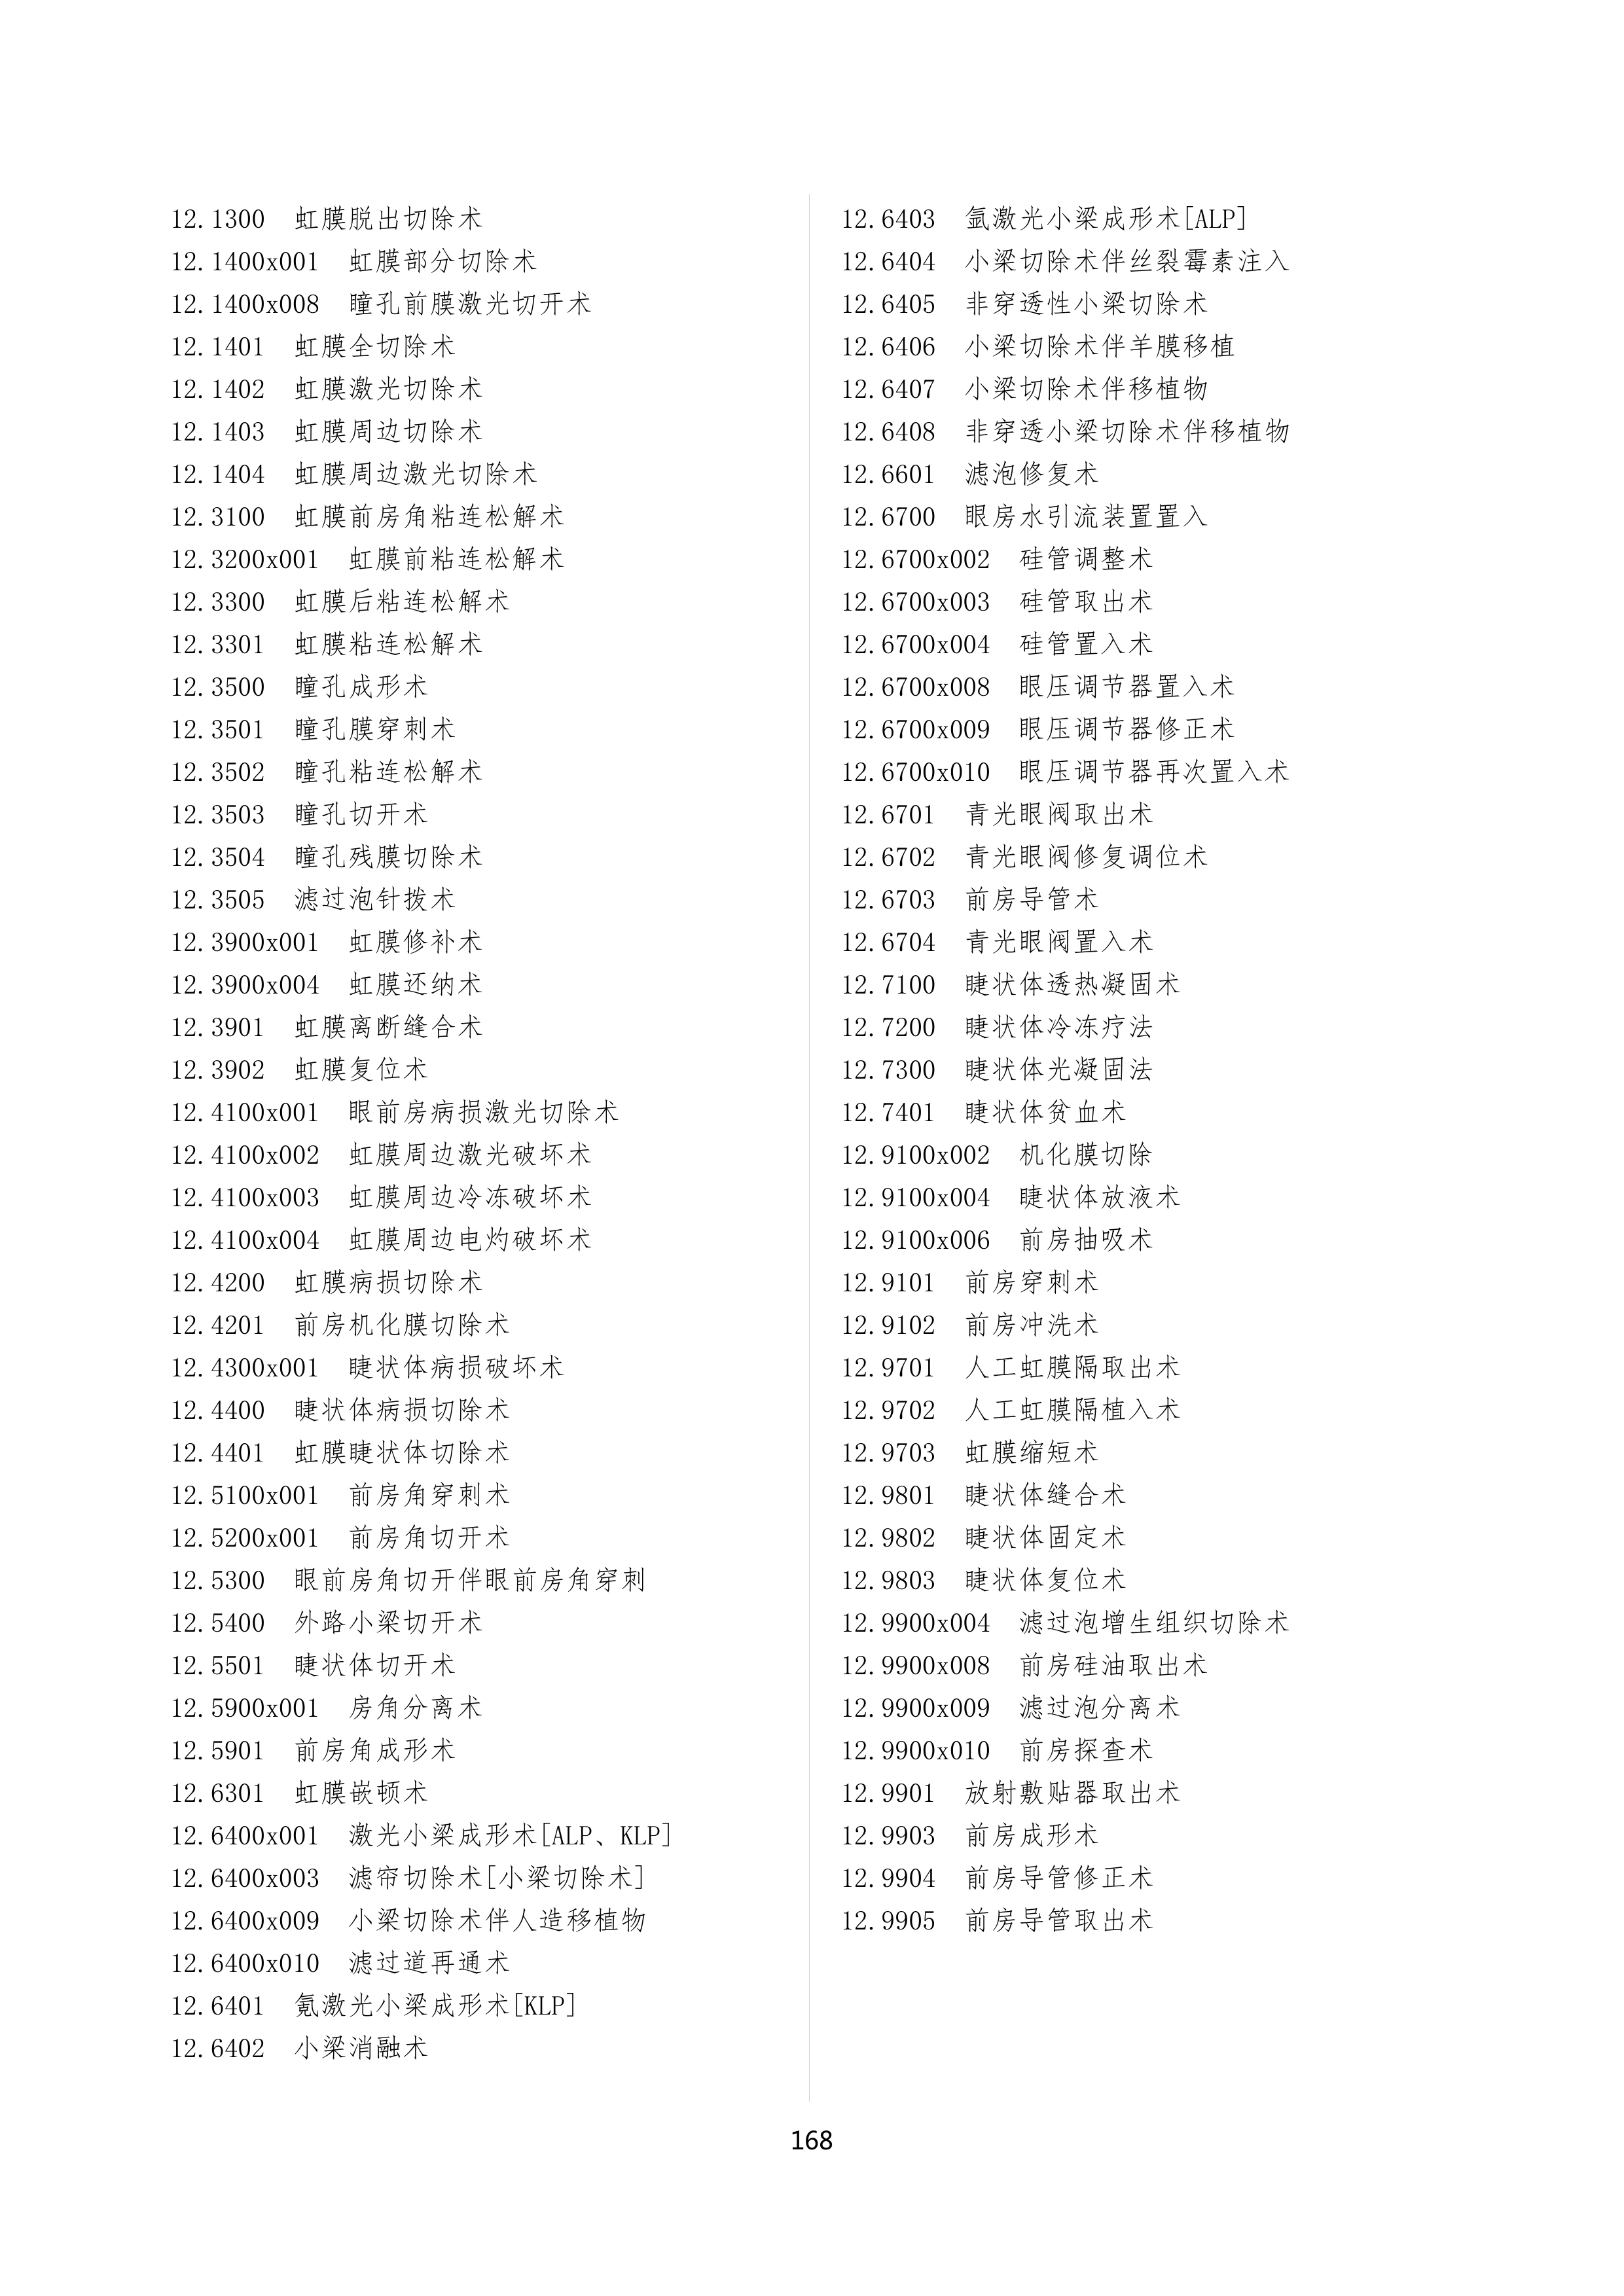 12.1300 虹膜脱出切除术
12.1400x001 虹膜部分切除术
12.1400x008 瞳孔前膜激光切开术
12.1401 虹膜全切除术
12.1402 虹膜激光切除术
12.1403 虹膜周边切除术
12.1404 虹膜周边激光切除术
12.3100 虹膜前房角粘连松解术
12.3200x001 虹膜前粘连松解术
12.3300 虹膜后粘连松解术
12.3301 虹膜粘连松解术
12.3500 瞳孔成形术
12.3501 瞳孔膜穿刺术
12.3502 瞳孔粘连松解术
12.3503 瞳孔切开术
12.3504 瞳孔残膜切除术
12.3505 滤过泡针拨术
12.3900x001 虹膜修补术
12.3900x004 虹膜还纳术
12.3901 虹膜离断缝合术
12.3902 虹膜复位术
12.4100x001 眼前房病损激光切除术
12.4100x002 虹膜周边激光破坏术
12.4100x003 虹膜周边冷冻破坏术
12.4100x004 虹膜周边电灼破坏术
12.4200 虹膜病损切除术
12.4201 前房机化膜切除术
12.4300x001 睫状体病损破坏术
12.4400 睫状体病损切除术
12.4401 虹膜睫状体切除术
12.5100x001 前房角穿刺术
12.5200x001 前房角切开术
12.5300 眼前房角切开伴眼前房角穿刺
12.5400 外路小梁切开术
12.5501 睫状体切开术
12.5900x001 房角分离术
12.5901 前房角成形术
12.6301 虹膜嵌顿术
12.6400x001 激光小梁成形术[ALP、KLP]
12.6400x003 滤帘切除术[小梁切除术]
12.6400x009 小梁切除术伴人造移植物
12.6400x010 滤过道再通术
12.6401 氪激光小梁成形术[KLP]
12.6402 小梁消融术
12.6403 氩激光小梁成形术[ALP]
12.6404 小梁切除术伴丝裂霉素注入
12.6405 非穿透性小梁切除术
12.6406 小梁切除术伴羊膜移植
12.6407 小梁切除术伴移植物
12.6408 非穿透小梁切除术伴移植物
12.6601 滤泡修复术
12.6700 眼房水引流装置置入
12.6700x002 硅管调整术
12.6700x003 硅管取出术
12.6700x004 硅管置入术
12.6700x008 眼压调节器置入术
12.6700x009 眼压调节器修正术
12.6700x010 眼压调节器再次置入术
12.6701 青光眼阀取出术
12.6702 青光眼阀修复调位术
12.6703 前房导管术
12.6704 青光眼阀置入术
12.7100 睫状体透热凝固术
12.7200 睫状体冷冻疗法
12.7300 睫状体光凝固法
12.7401 睫状体贫血术
12.9100x002 机化膜切除
12.9100x004 睫状体放液术
12.9100x006 前房抽吸术
12.9101 前房穿刺术
12.9102 前房冲洗术
12.9701 人工虹膜隔取出术
12.9702 人工虹膜隔植入术
12.9703 虹膜缩短术
12.9801 睫状体缝合术
12.9802 睫状体固定术
12.9803 睫状体复位术
12.9900x004 滤过泡增生组织切除术
12.9900x008 前房硅油取出术
12.9900x009 滤过泡分离术
12.9900x010 前房探查术
12.9901 放射敷贴器取出术
12.9903 前房成形术
12.9904 前房导管修正术
12.9905 前房导管取出术
168